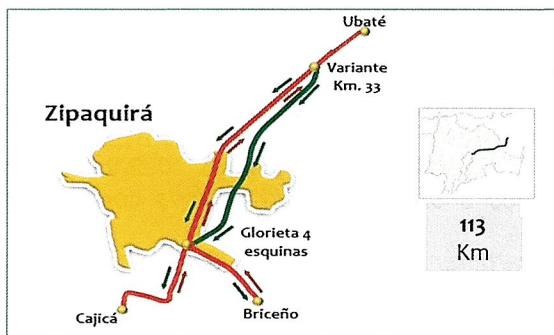 Ubaté
Variante
Km. 33
Zipaquirá
113
Km
Glorieta 4
esquinas
Cajicá
Briceño